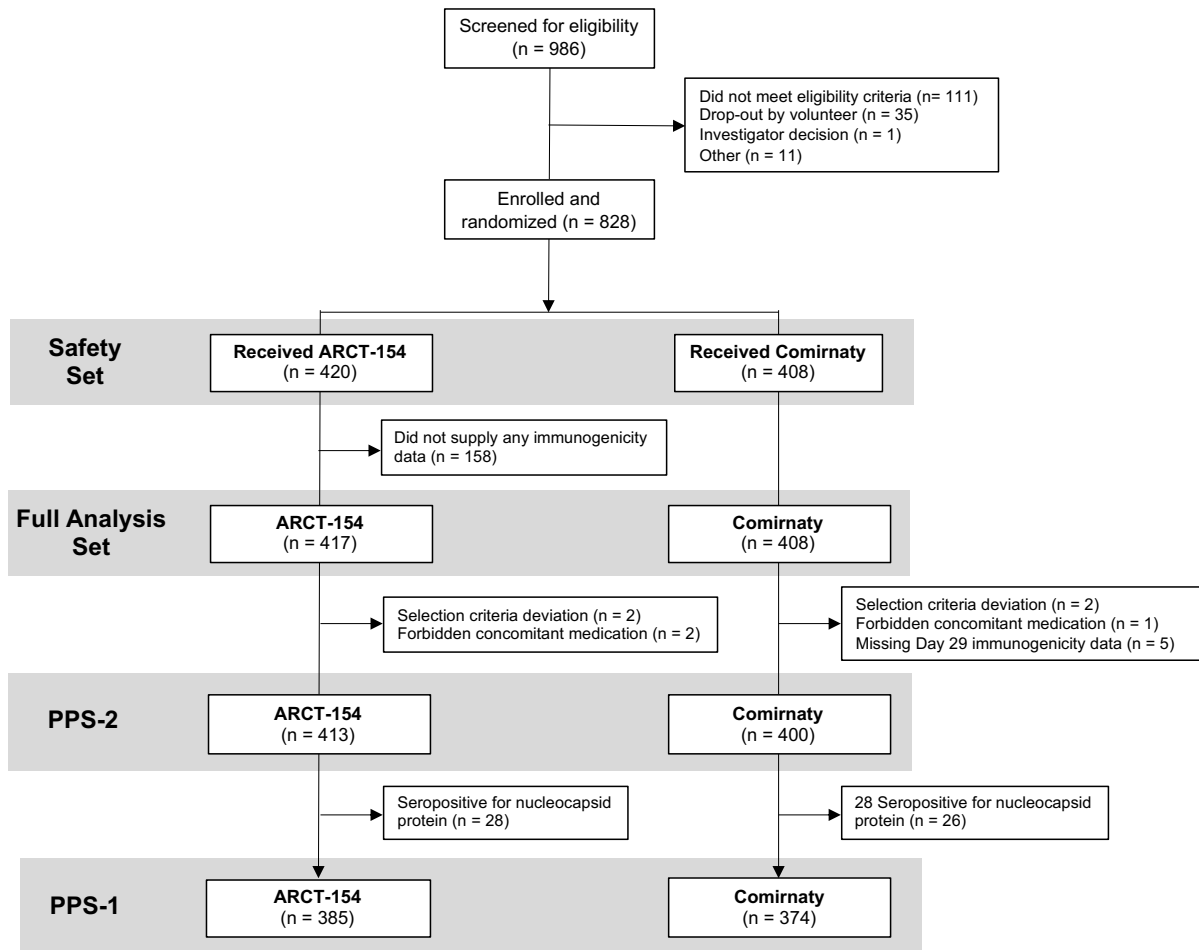 Screened for eligibility
(n = 986)
Did not meet eligibility criteria (n= 111)
Drop-out by volunteer (n = 35)
Investigator decision (n = 1)
Other (n = 11)
Enrolled and
randomized (n = 828)
Safety
Set
Received ARCT-154
(n = 420)
Received Comirnaty
(n = 408)
Did not supply any immunogenicity
data (n = 158)
Full Analysis
Set
ARCT-154
(n = 417)
Comirnaty
(n = 408)
Selection criteria deviation (n = 2)
Forbidden concomitant medication (n = 2)
Selection criteria deviation (n = 2)
Forbidden concomitant medication (n = 1)
Missing Day 29 immunogenicity data (n = 5)
PPS-2
ARCT-154
(n = 413)
Comirnaty
(n = 400)
Seropositive for nucleocapsid
protein (n = 28)
28 Seropositive for nucleocapsid
protein (n = 26)
PPS-1
ARCT-154
(n = 385)
Comirnaty
(n = 374)